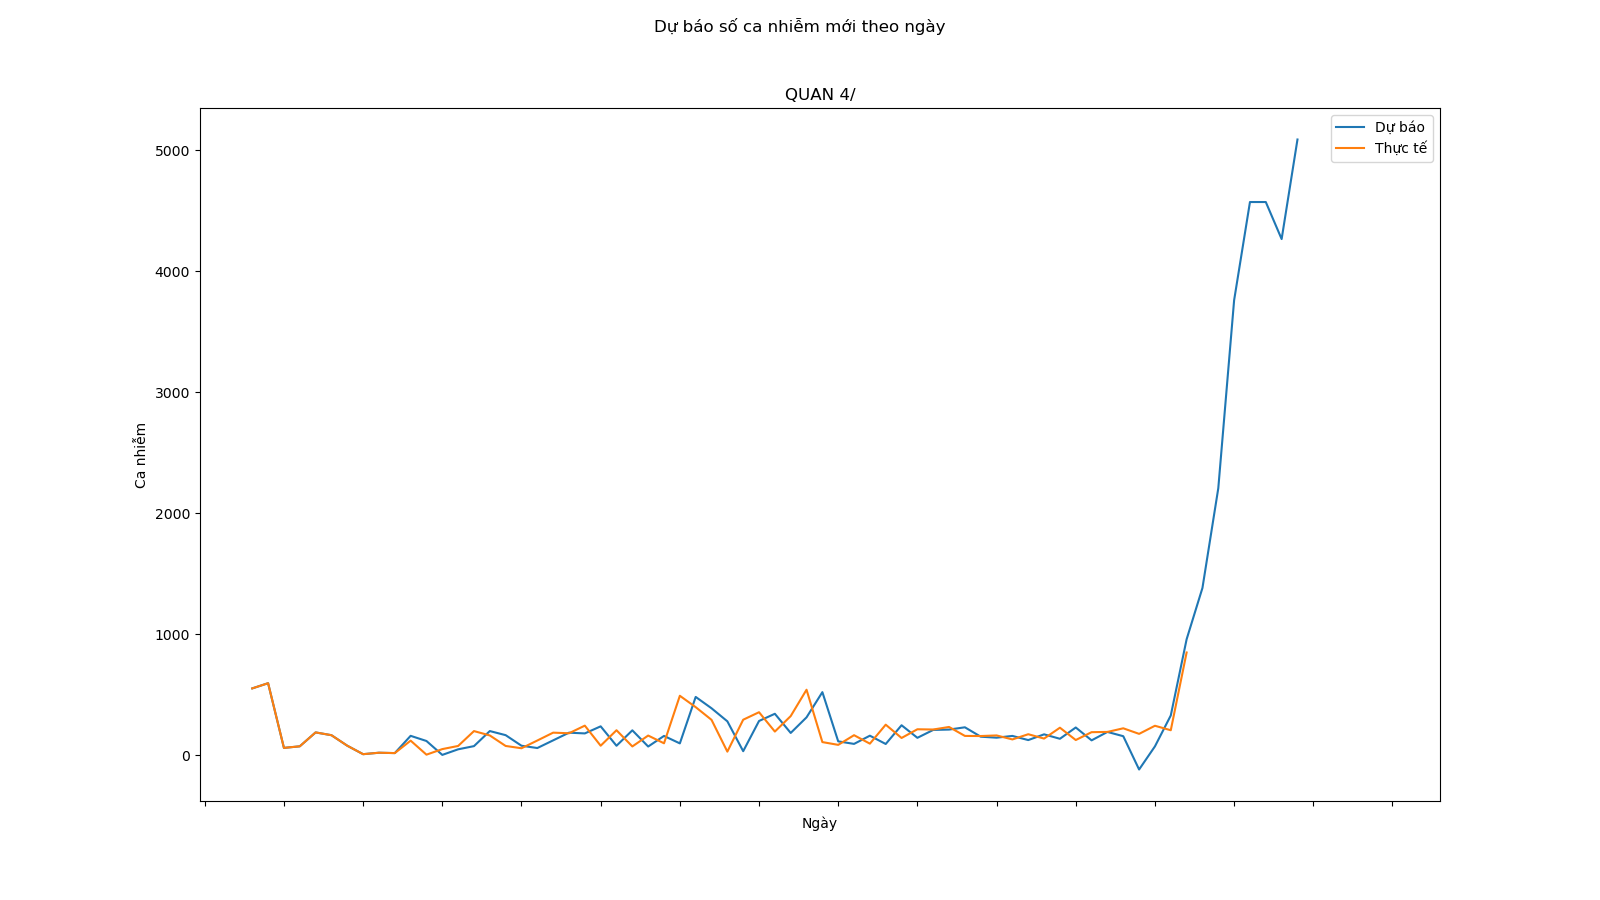 Dự báo số ca nhiễm mới theo ngày
QUAN 4/
Dự báo
Thực tế
5000
4000
3000
2000
1000
0
Ca nhiễm
Ngày